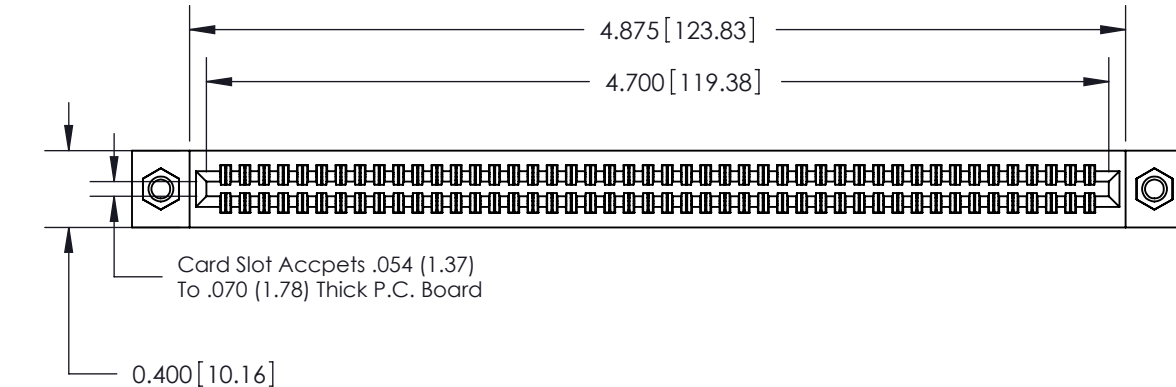 4.875[123.83]
4.700[119.38]
Card Slot Accpets .054 (1.37)
To .070 (1.78) Thick P.C. Board
0.400[10.16]